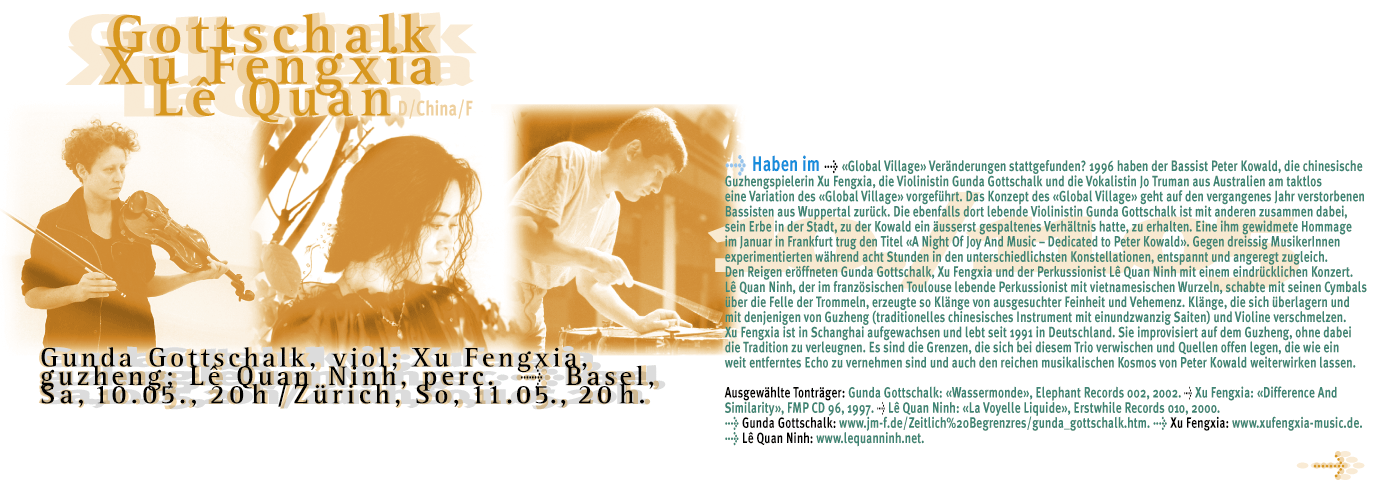 Gottschalk
Xu Fengxia
Lê Quan D/China/F
Gunda Gottschalk, viol; Xu Fengxia,
guzheng; Lê Quan Ninh, perc. Basel,
Sa, 10.05., 20h/Zürich, So, 11.05., 20h.
Haben im «Global Village» Veränderungen stattgefunden? 1996 haben der Bassist Peter Kowald, die chinesische
Guzhengspielerin Xu Fengxia, die Violinistin Gunda Gottschalk und die Vokalistin Jo Truman aus Australien am taktlos
eine Variation des «Global Village» vorgeführt. Das Konzept des «Global Village» geht auf den vergangenes Jahr verstorbenen
Bassisten aus Wuppertal zurück. Die ebenfalls dort lebende Violinistin Gunda Gottschalk ist mit anderen zusammen dabei,
sein Erbe in der Stadt, zu der Kowald ein äusserst gespaltenes Verhältnis hatte, zu erhalten. Eine ihm gewidmete Hommage
im Januar in Frankfurt trug den Titel «A Night Of Joy And Music – Dedicated to Peter Kowald». Gegen dreissig MusikerInnen
experimentierten während acht Stunden in den unterschiedlichsten Konstellationen, entspannt und angeregt zugleich.
Den Reigen eröffneten Gunda Gottschalk, Xu Fengxia und der Perkussionist Lê Quan Ninh mit einem eindrücklichen Konzert.
Lê Quan Ninh, der im französischen Toulouse lebende Perkussionist mit vietnamesischen Wurzeln, schabte mit seinen Cymbals
über die Felle der Trommeln, erzeugte so Klänge von ausgesuchter Feinheit und Vehemenz. Klänge, die sich überlagern und
mit denjenigen von Guzheng (traditionelles chinesisches Instrument mit einundzwanzig Saiten) und Violine verschmelzen.
Xu Fengxia ist in Schanghai aufgewachsen und lebt seit 1991 in Deutschland. Sie improvisiert auf dem Guzheng, ohne dabei
die Tradition zu verleugnen. Es sind die Grenzen, die sich bei diesem Trio verwischen und Quellen offen legen, die wie ein
weit entferntes Echo zu vernehmen sind und auch den reichen musikalischen Kosmos von Peter Kowald weiterwirken lassen.
Ausgewählte Tonträger: Gunda Gottschalk: «Wassermonde», Elephant Records 002, 2002. Xu Fengxia: «Difference And
Similarity», FMP CD 96, 1997. Lê Quan Ninh: «La Voyelle Liquide», Erstwhile Records 010, 2000.
Gunda Gottschalk: www.jm-f.de/Zeitlich%20Begrenzres/gunda_gottschalk.htm. Xu Fengxia: www.xufengxia-music.de.
Lê Quan Ninh: www.lequanninh.net.